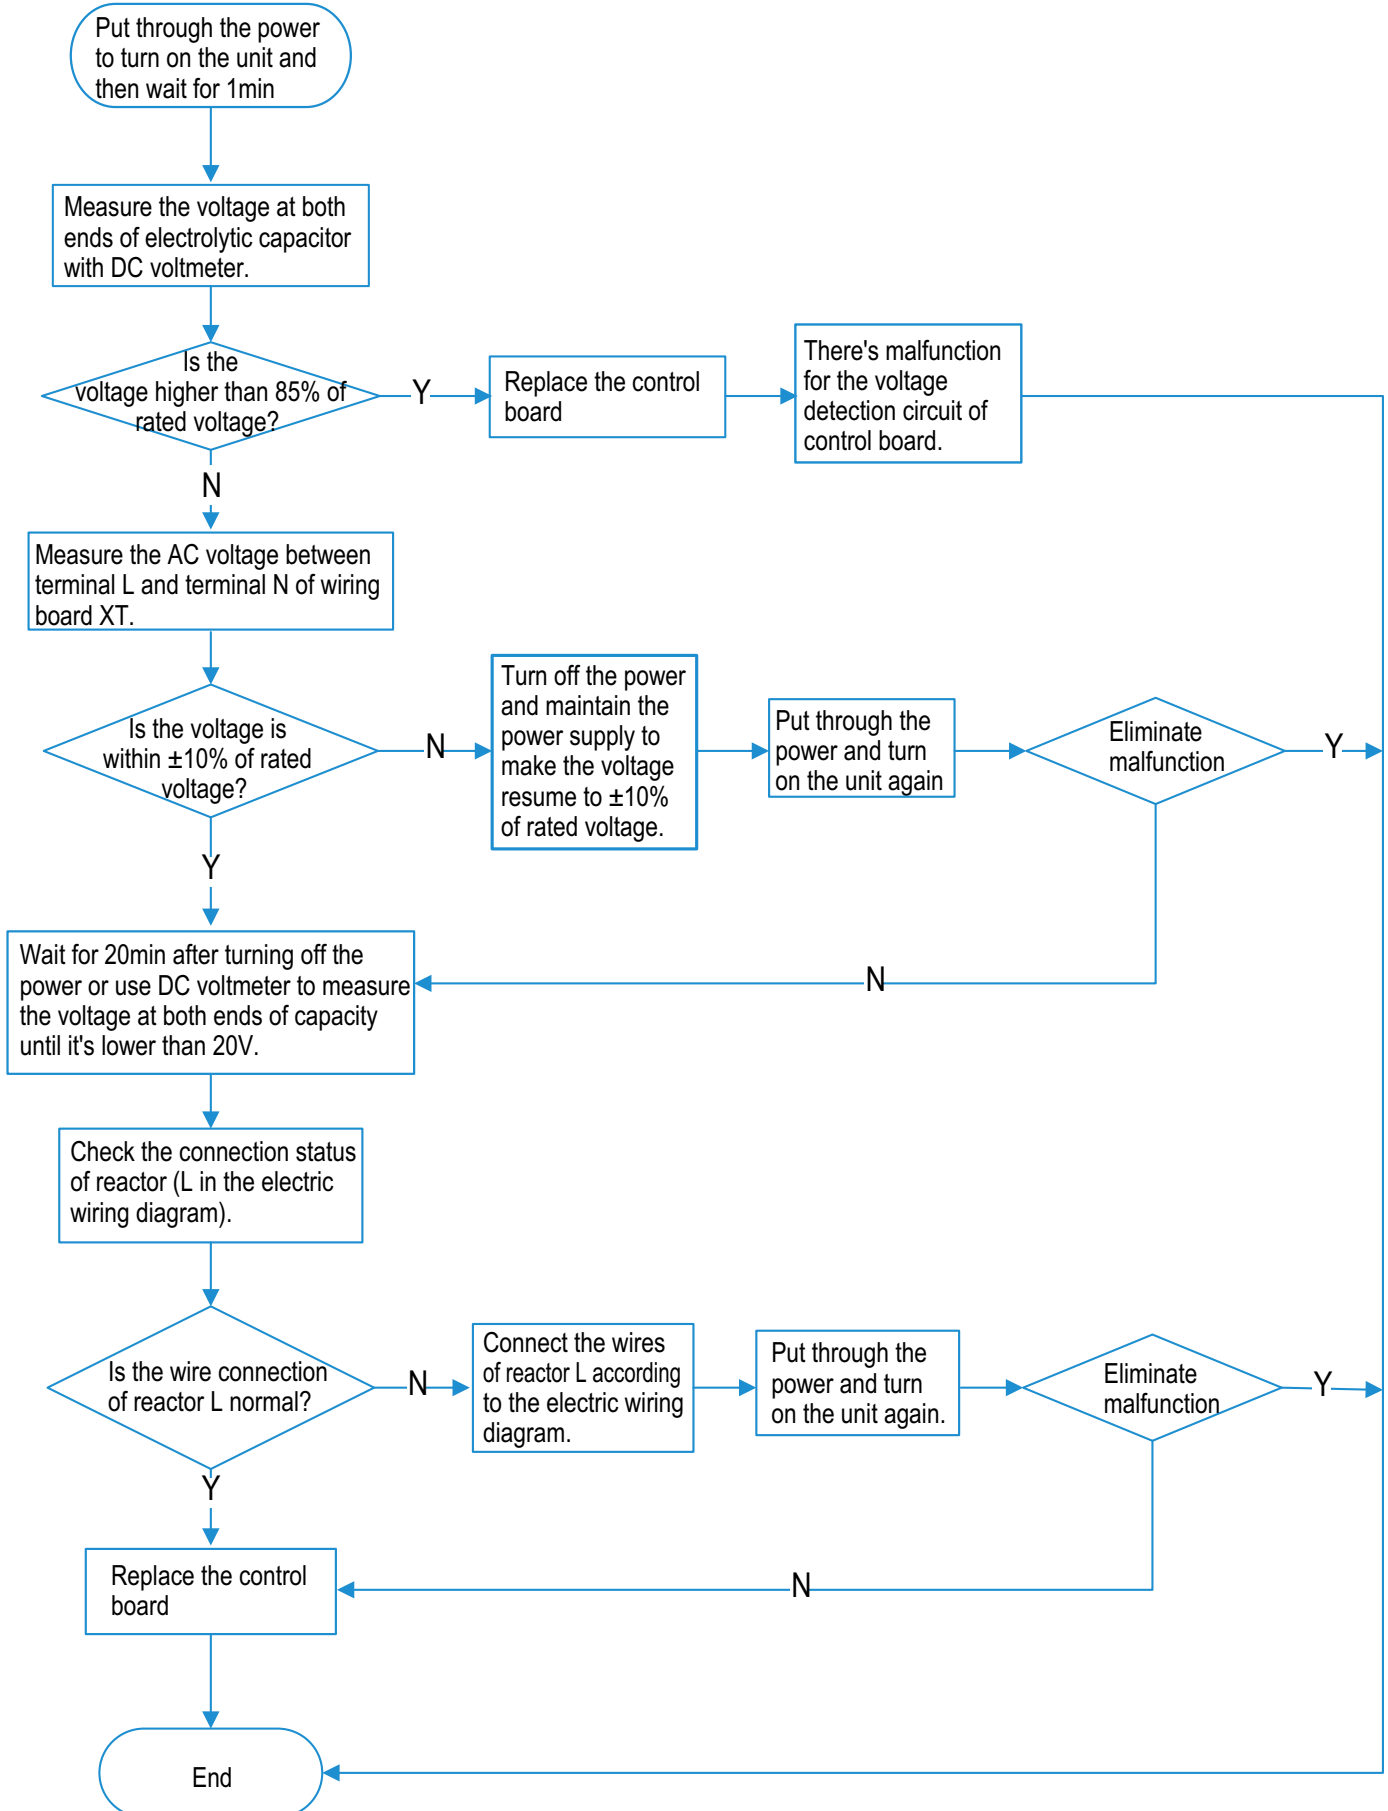 Put through the power
to turn on the unit and
then wait for 1min
Measure the voltage at both
ends of electrolytic capacitor
with DC voltmeter.
Is the
voltage higher than 85% of
rated voltage?
Y
Replace the control
board
There's malfunction
for the voltage
detection circuit of
control board.
N
Measure the AC voltage between
terminal L and terminal N of wiring
board XT.
Is the voltage is
within ±10% of rated
voltage?
N
Turn off the power
and maintain the
power supply to
make the voltage
resume to ±10%
of rated voltage.
Put through the
power and turn
on the unit again
Eliminate
malfunction
Y
Y
N
Wait for 20min after turning off the
power or use DC voltmeter to measure
the voltage at both ends of capacity
until it's lower than 20V.
Check the connection status
of reactor (L in the electric
wiring diagram).
Is the wire connection
of reactor L normal?
N
Connect the wires
of reactor L according
to the electric wiring
diagram.
Put through the
power and turn
on the unit again.
Eliminate
malfunction
Y
Y
N
Replace the control
board
End